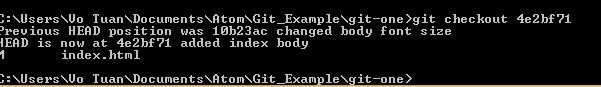 C:\Users\Vo Tuan\Documents\Atom\Git_Example\git-one>git checkout 4e2bf71
Previous HEAD position was 10b23ac changed body font size
HEAD is now at 4e2bf71 added index body
M       index.html
C:\Users\Vo Tuan\Documents\Atom\Git_Example\git-one>